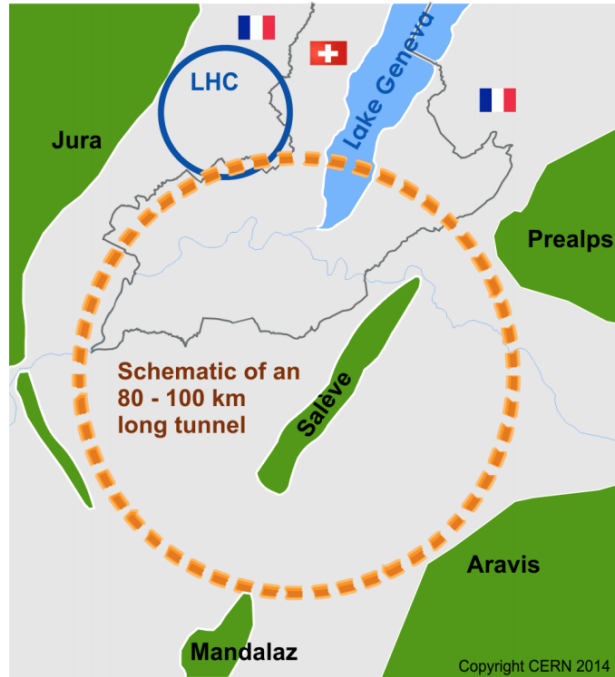 LHC
Lake Geneva
Jura
Prealps
Schematic of an
80 - 100 km
long tunnel
Salève
Aravis
Mandalaz
Copyright CERN 2014